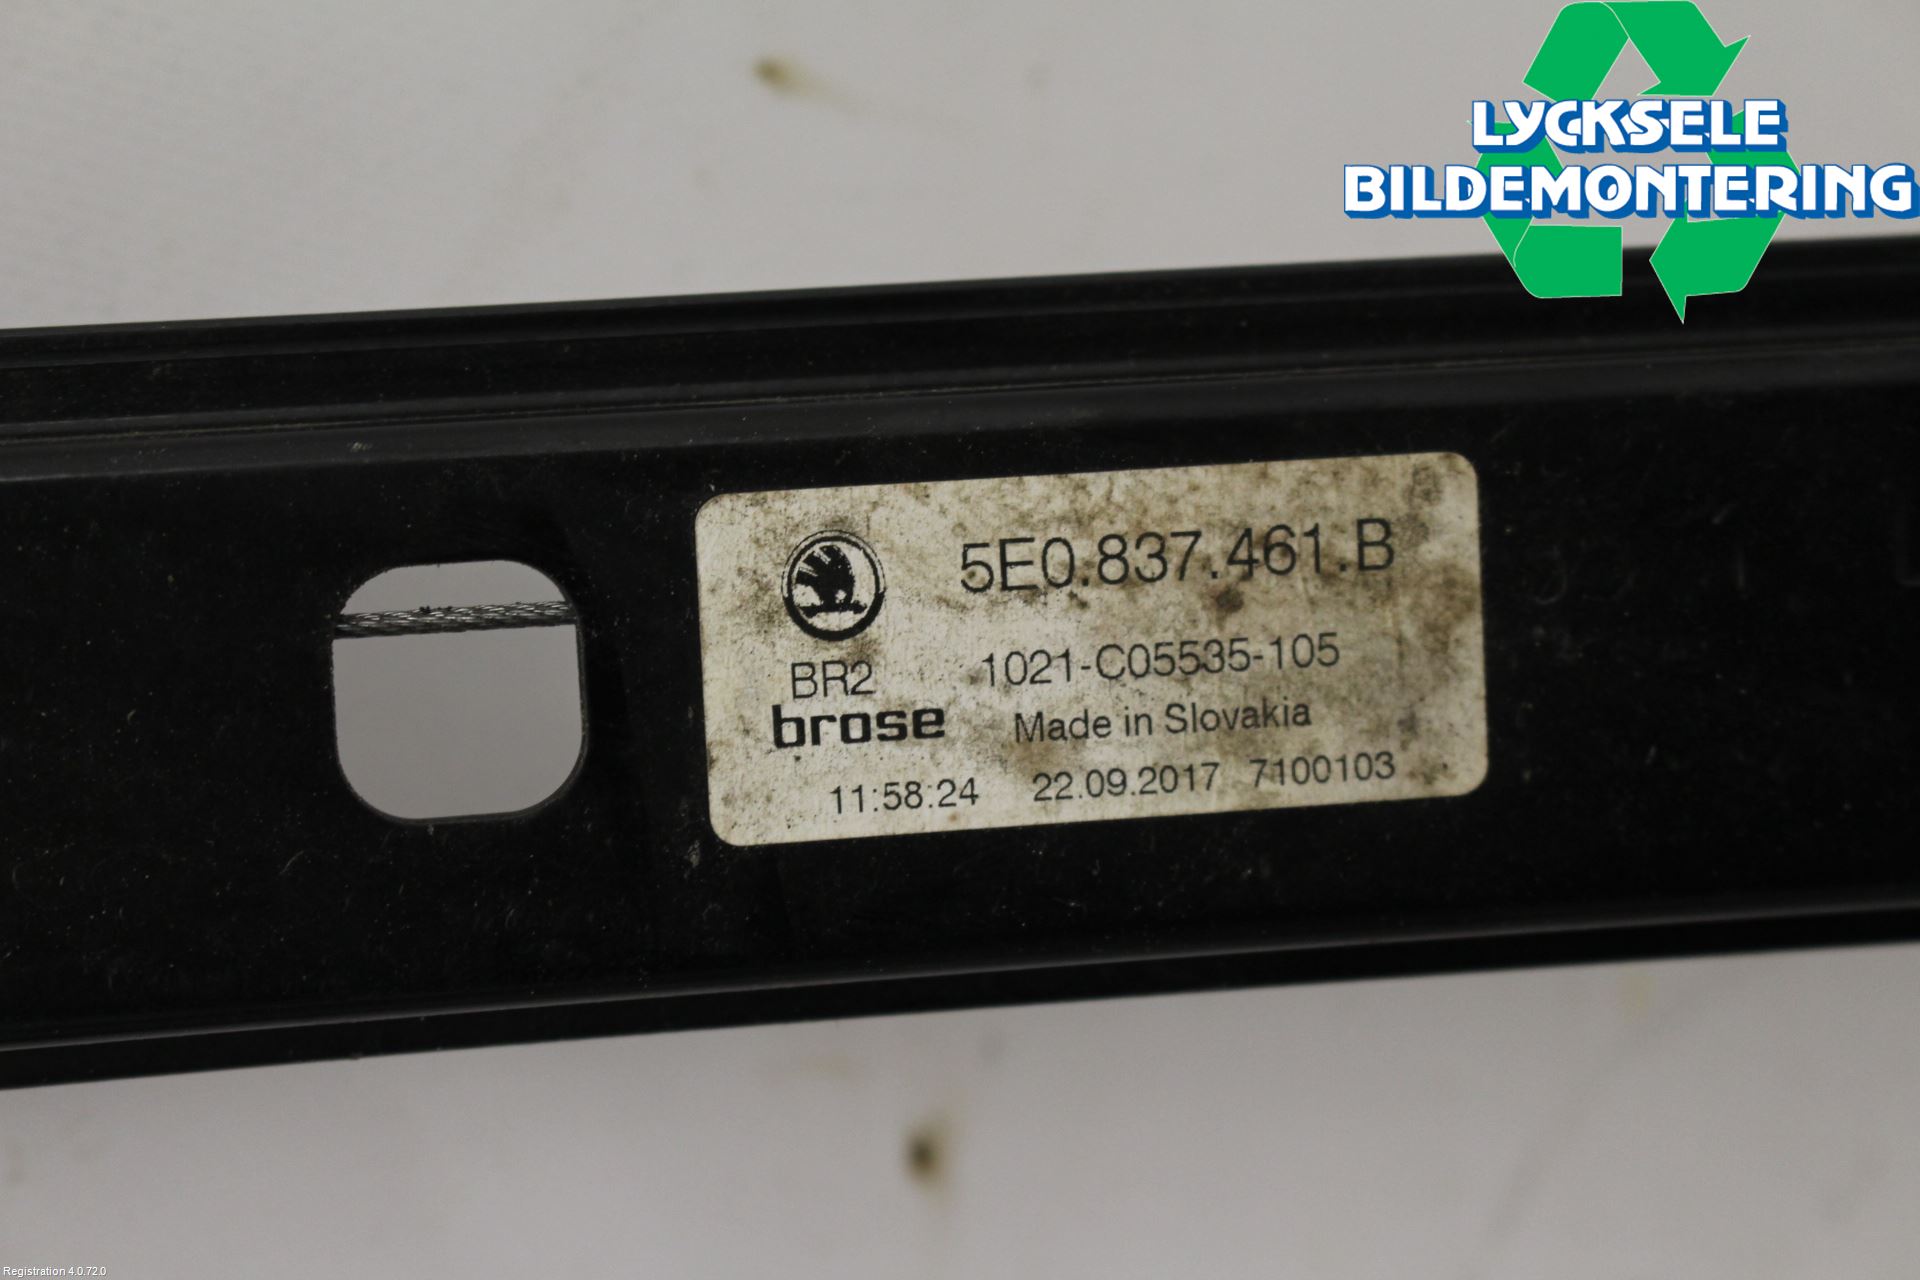 LYCKSELE
BILDEMONTERING
5E0.837.461.B
BR2 1021-C05535-105
brose Made in Slovakia
11:58:24 22.09.2017 7100103
Registration 4.0.72.0